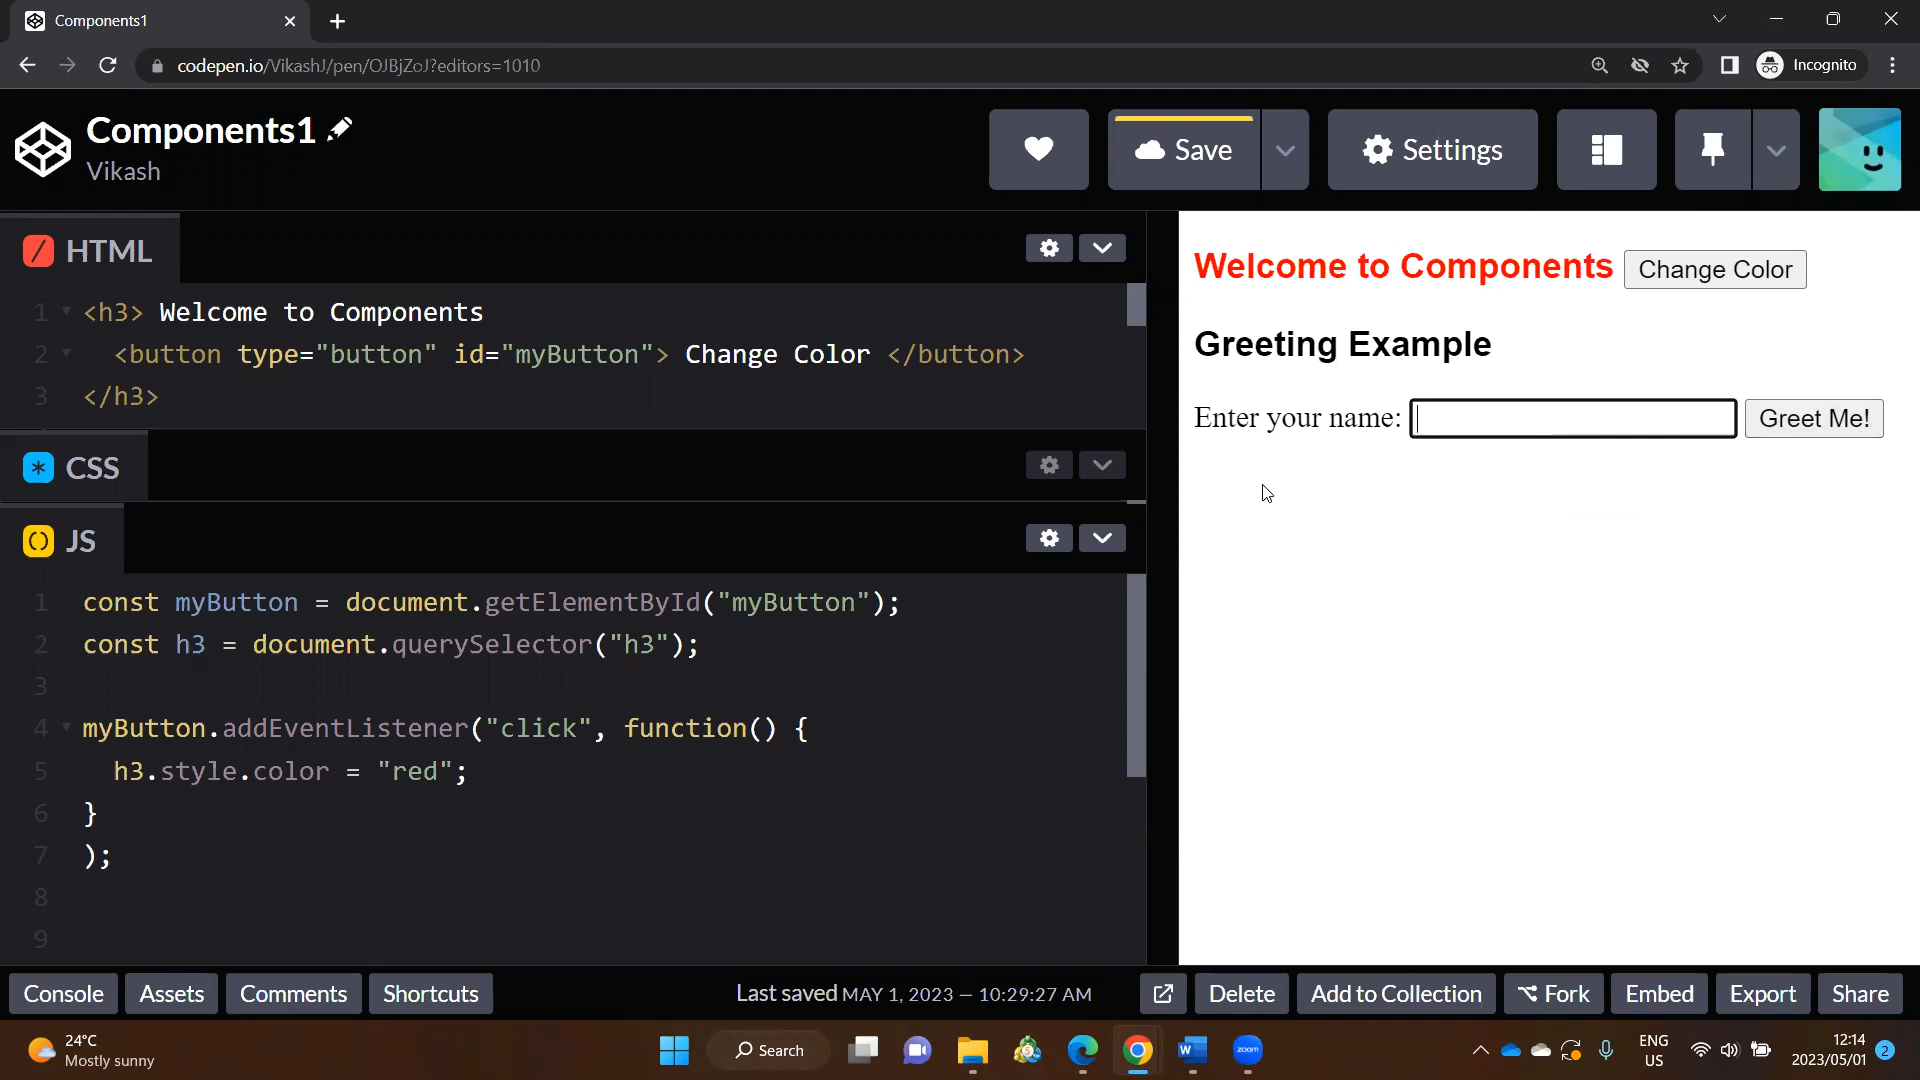 Components1
codepen.io/VikashJ/pen/OJBjZoJ?editors=1010
Incognito
Components1
Vikash
Save
Settings
HTML
1 <h3> Welcome to Components
2 <button type="button" id="myButton"> Change Color </button>
3 </h3>
CSS
JS
1 const myButton = document.getElementById("myButton");
2 const h3 = document.querySelector("h3");
3
4 myButton.addEventListener("click", function() {
5 h3.style.color = "red";
6 }
7 );
8
9
Welcome to Components Change Color
Greeting Example
Enter your name: Greet Me!
Console Assets Comments Shortcuts Last saved MAY 1, 2023 — 10:29:27 AM Delete Add to Collection Fork Embed Export Share
24°C
Mostly sunny
Search
W
zoom
ENG
US
12:14
2023/05/01
2